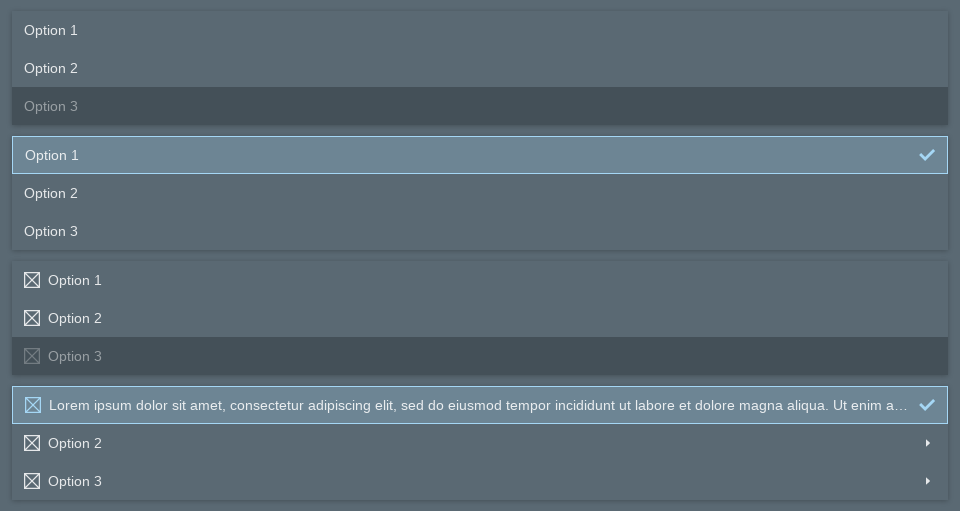 Option 1
Option 2
Option 3
Option 1
Option 2
Option 3
Option 1
Option 2
Option 3
Lorem ipsum dolor sit amet, consectetur adipiscing elit, sed do eiusmod tempor incididunt ut labore et dolore magna aliqua. Ut enim a…
Option 2
Option 3